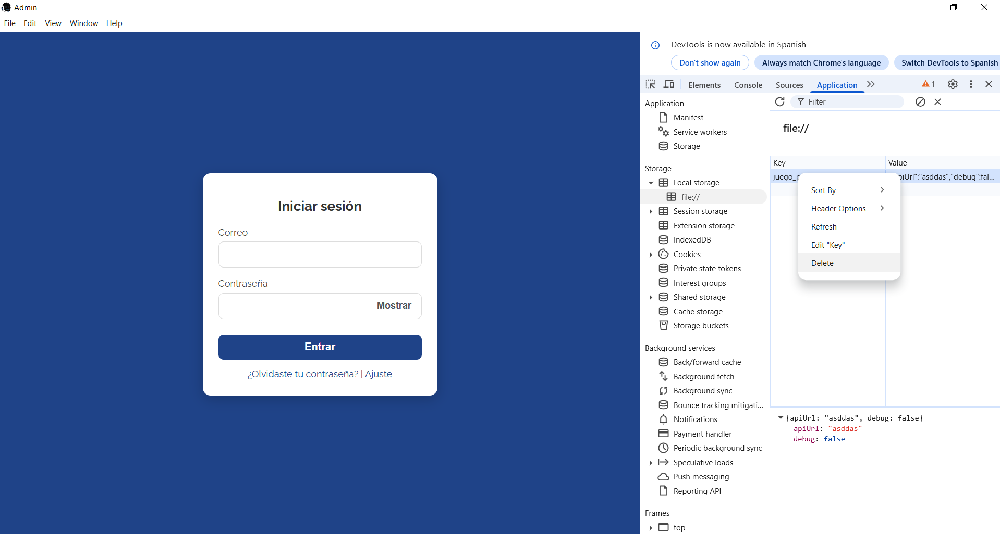 Admin
File Edit View Window Help
Iniciar sesión
Correo
Contraseña
Mostrar
Entrar
¿Olvidaste tu contraseña? | Ajuste
DevTools is now available in Spanish
Don't show again
Always match Chrome's language
Switch DevTools to Spanish
Elements Console Sources Application 1
Application
Manifest
Service workers
Storage
Storage
Local storage
file://
Session storage
Extension storage
IndexedDB
Cookies
Private state tokens
Interest groups
Shared storage
Cache storage
Storage buckets
Background services
Back/forward cache
Background fetch
Background sync
Bounce tracking mitigati...
Notifications
Payment handler
Periodic background sync
Speculative loads
Push messaging
Reporting API
Frames
top
Filter
file://
Key Value
juego_p piUrl":"asddas","debug":fal...
Sort By
Header Options
Refresh
Edit "Key"
Delete
{apiUrl: "asddas", debug: false}
apiUrl: "asddas"
debug: false